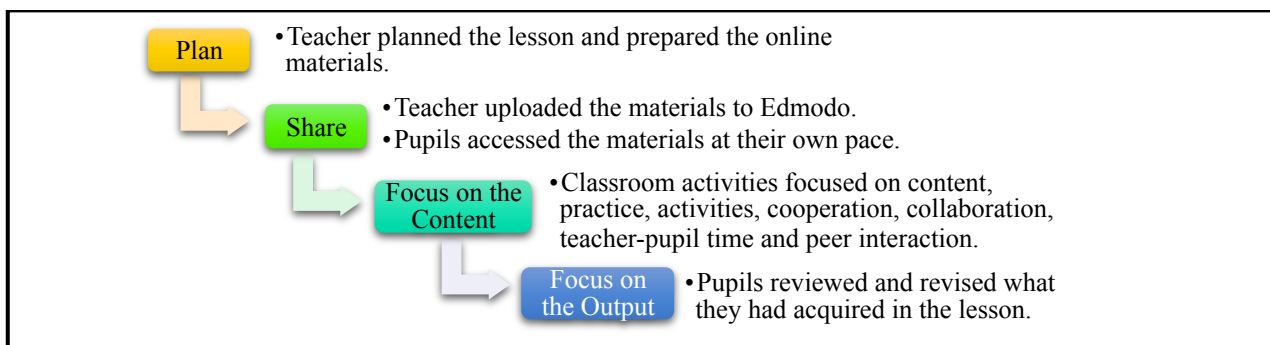 Plan
•Teacher planned the lesson and prepared the online
materials.
Share
•Teacher uploaded the materials to Edmodo.
•Pupils accessed the materials at their own pace.
Focus on the
Content
•Classroom activities focused on content,
practice, activities, cooperation, collaboration,
teacher-pupil time and peer interaction.
Focus on
the Output
•Pupils reviewed and revised what
they had acquired in the lesson.